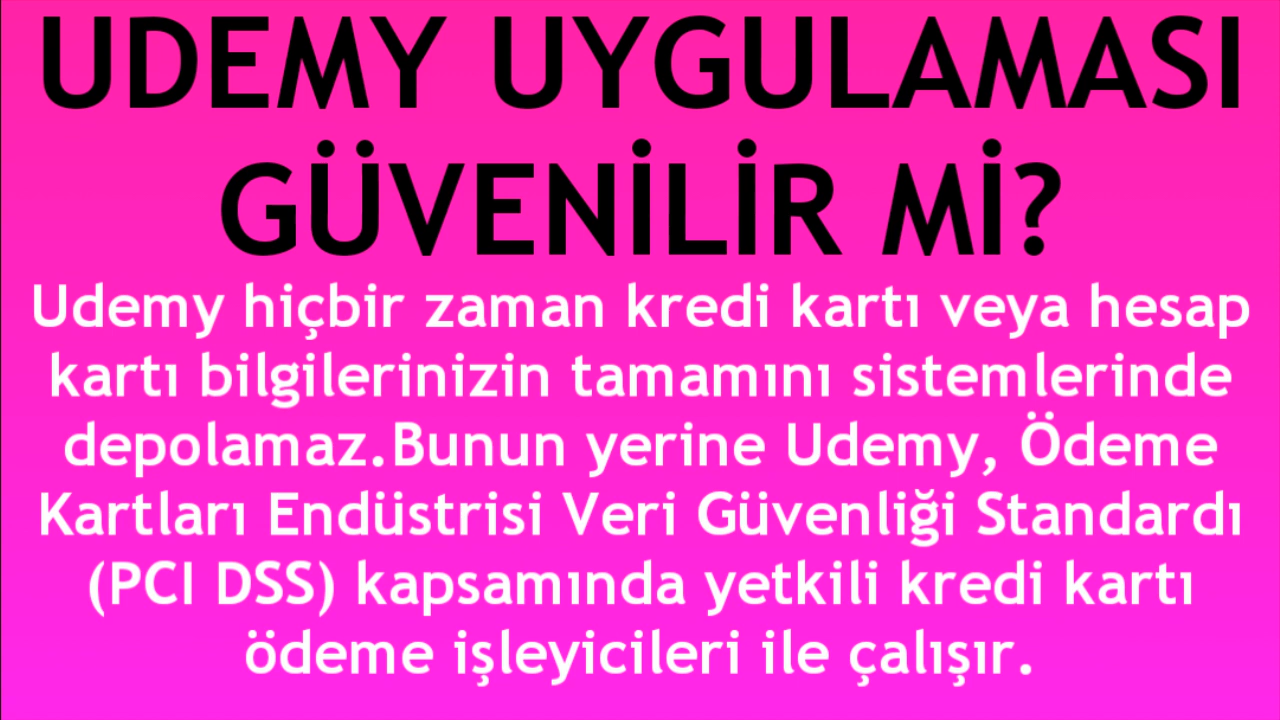 UDEMY UYGULAMASI
GÜVENİLİR Mİ?
Udemy hiçbir zaman kredi kartı veya hesap
kartı bilgilerinizin tamamını sistemlerinde
depolamaz.Bunun yerine Udemy, Ödeme
Kartları Endüstrisi Veri Güvenliği Standardı
(PCI DSS) kapsamında yetkili kredi kartı
ödeme işleyicileri ile çalışır.